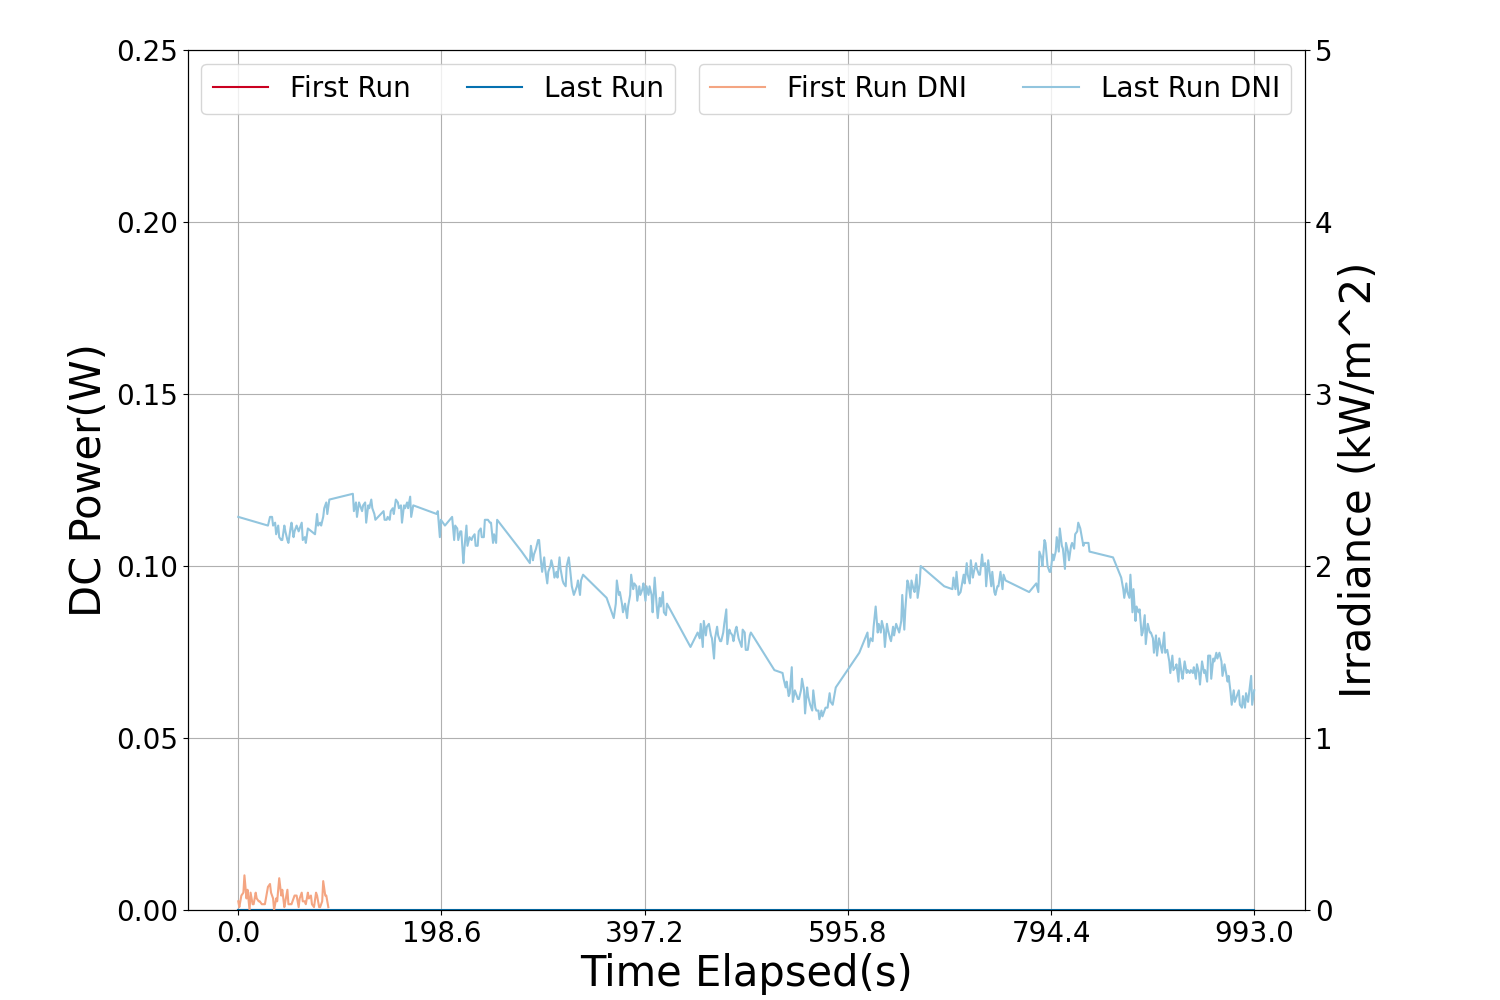 First Run
Last Run
First Run DNI
Last Run DNI
0.25
0.20
0.15
0.10
0.05
0.00
DC Power(W)
5
4
3
2
1
0
Irradiance (kW/m^2)
0.0
198.6
397.2
595.8
794.4
993.0
Time Elapsed(s)